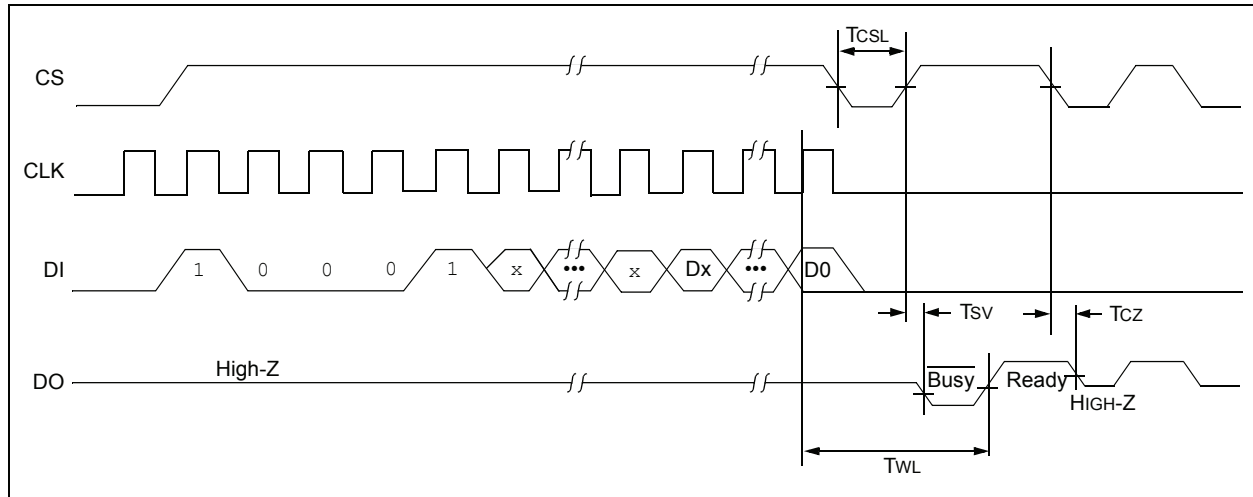 TCSL
CS
CLK
DI 1 0 0 0 1 x ••• x Dx ••• D0
TSV TCZ
DO High-Z Busy Ready
HIGH-Z
TWL